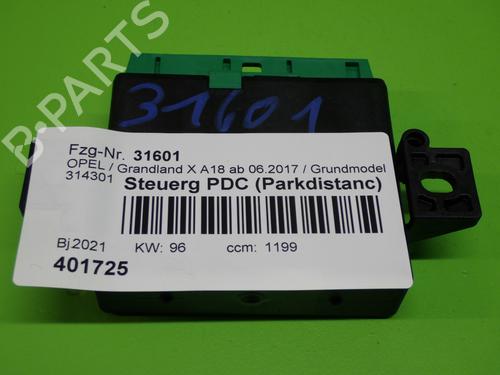 B-PARTS
31601
Fzg-Nr. 31601
OPEL / Grandland X A18 ab 06.2017 / Grundmodel
314301 Steuerg PDC (Parkdistanc)
Bj2021 KW: 96 ccm: 1199
401725